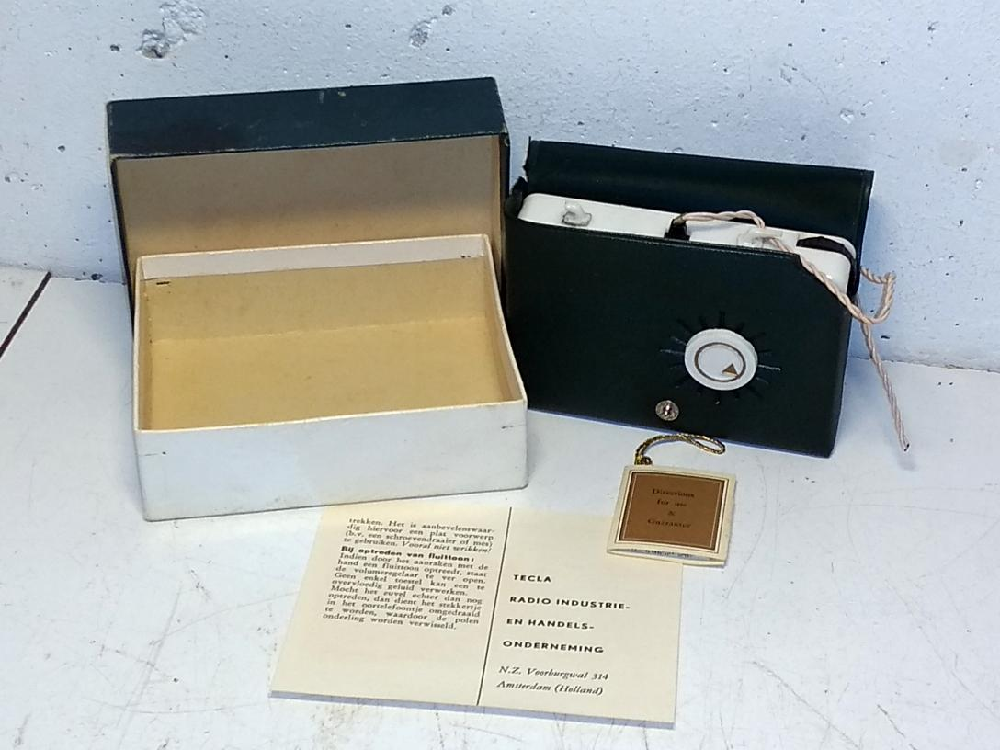 trekken. Het is aanbevelenswaar-
dig hiervoor een plat voorwerp
(b.v. een schroevendraaier of mes)
te gebruiken. Vooral niet wrikken!
Bij optreden van fluittoon:
Indien door het aanraken met de
hand een fluittoon optreedt, staat
de volumeregelaar te ver open.
Geen enkel toestel kan een te
overvloedig geluid verwerken.
Mocht het euvel echter dan nog
optreden, dan dient het stekkertje
in het oortelefoontje omgedraaid
te worden, waardoor de polen
onderling worden verwisseld.
TECLA
RADIO INDUSTRIE-
EN HANDELS-
ONDERNEMING
N.Z. Voorburgwal 314
Amsterdam (Holland)
Directions
for use
&
Guarantee